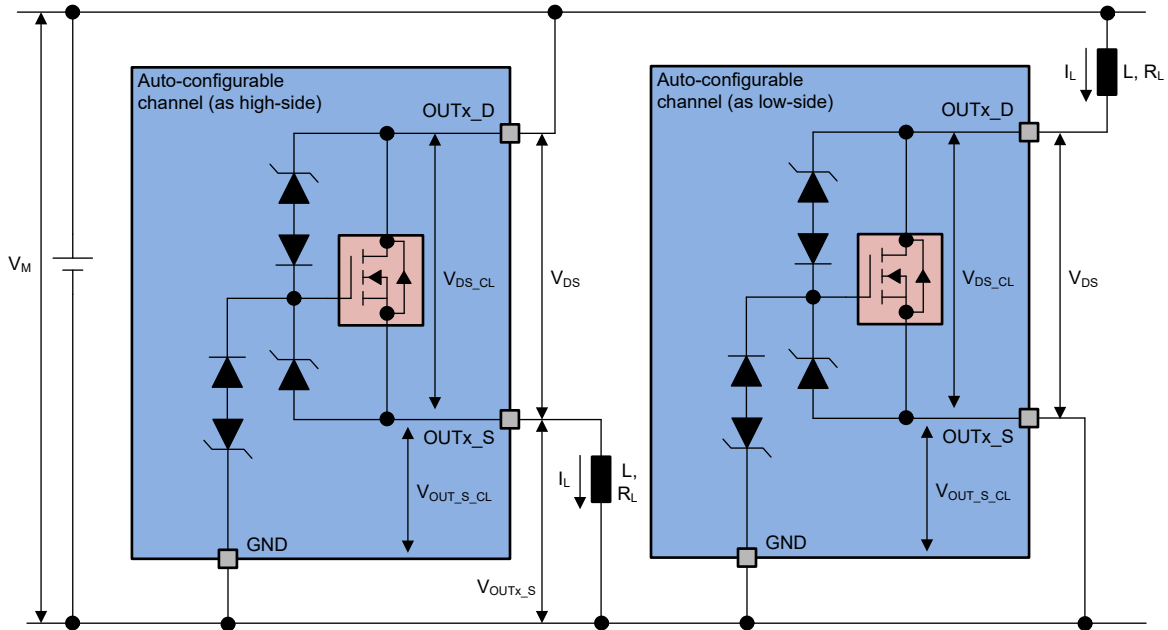 Auto-configurable
channel (as high-side)
OUTx_D
V_M
V_DS_CL
V_DS
OUTx_S
V_OUT_S_CL
I_L
L,
R_L
GND
V_OUTx_S
Auto-configurable
channel (as low-side)
OUTx_D
I_L
L, R_L
V_DS_CL
V_DS
OUTx_S
V_OUT_S_CL
GND